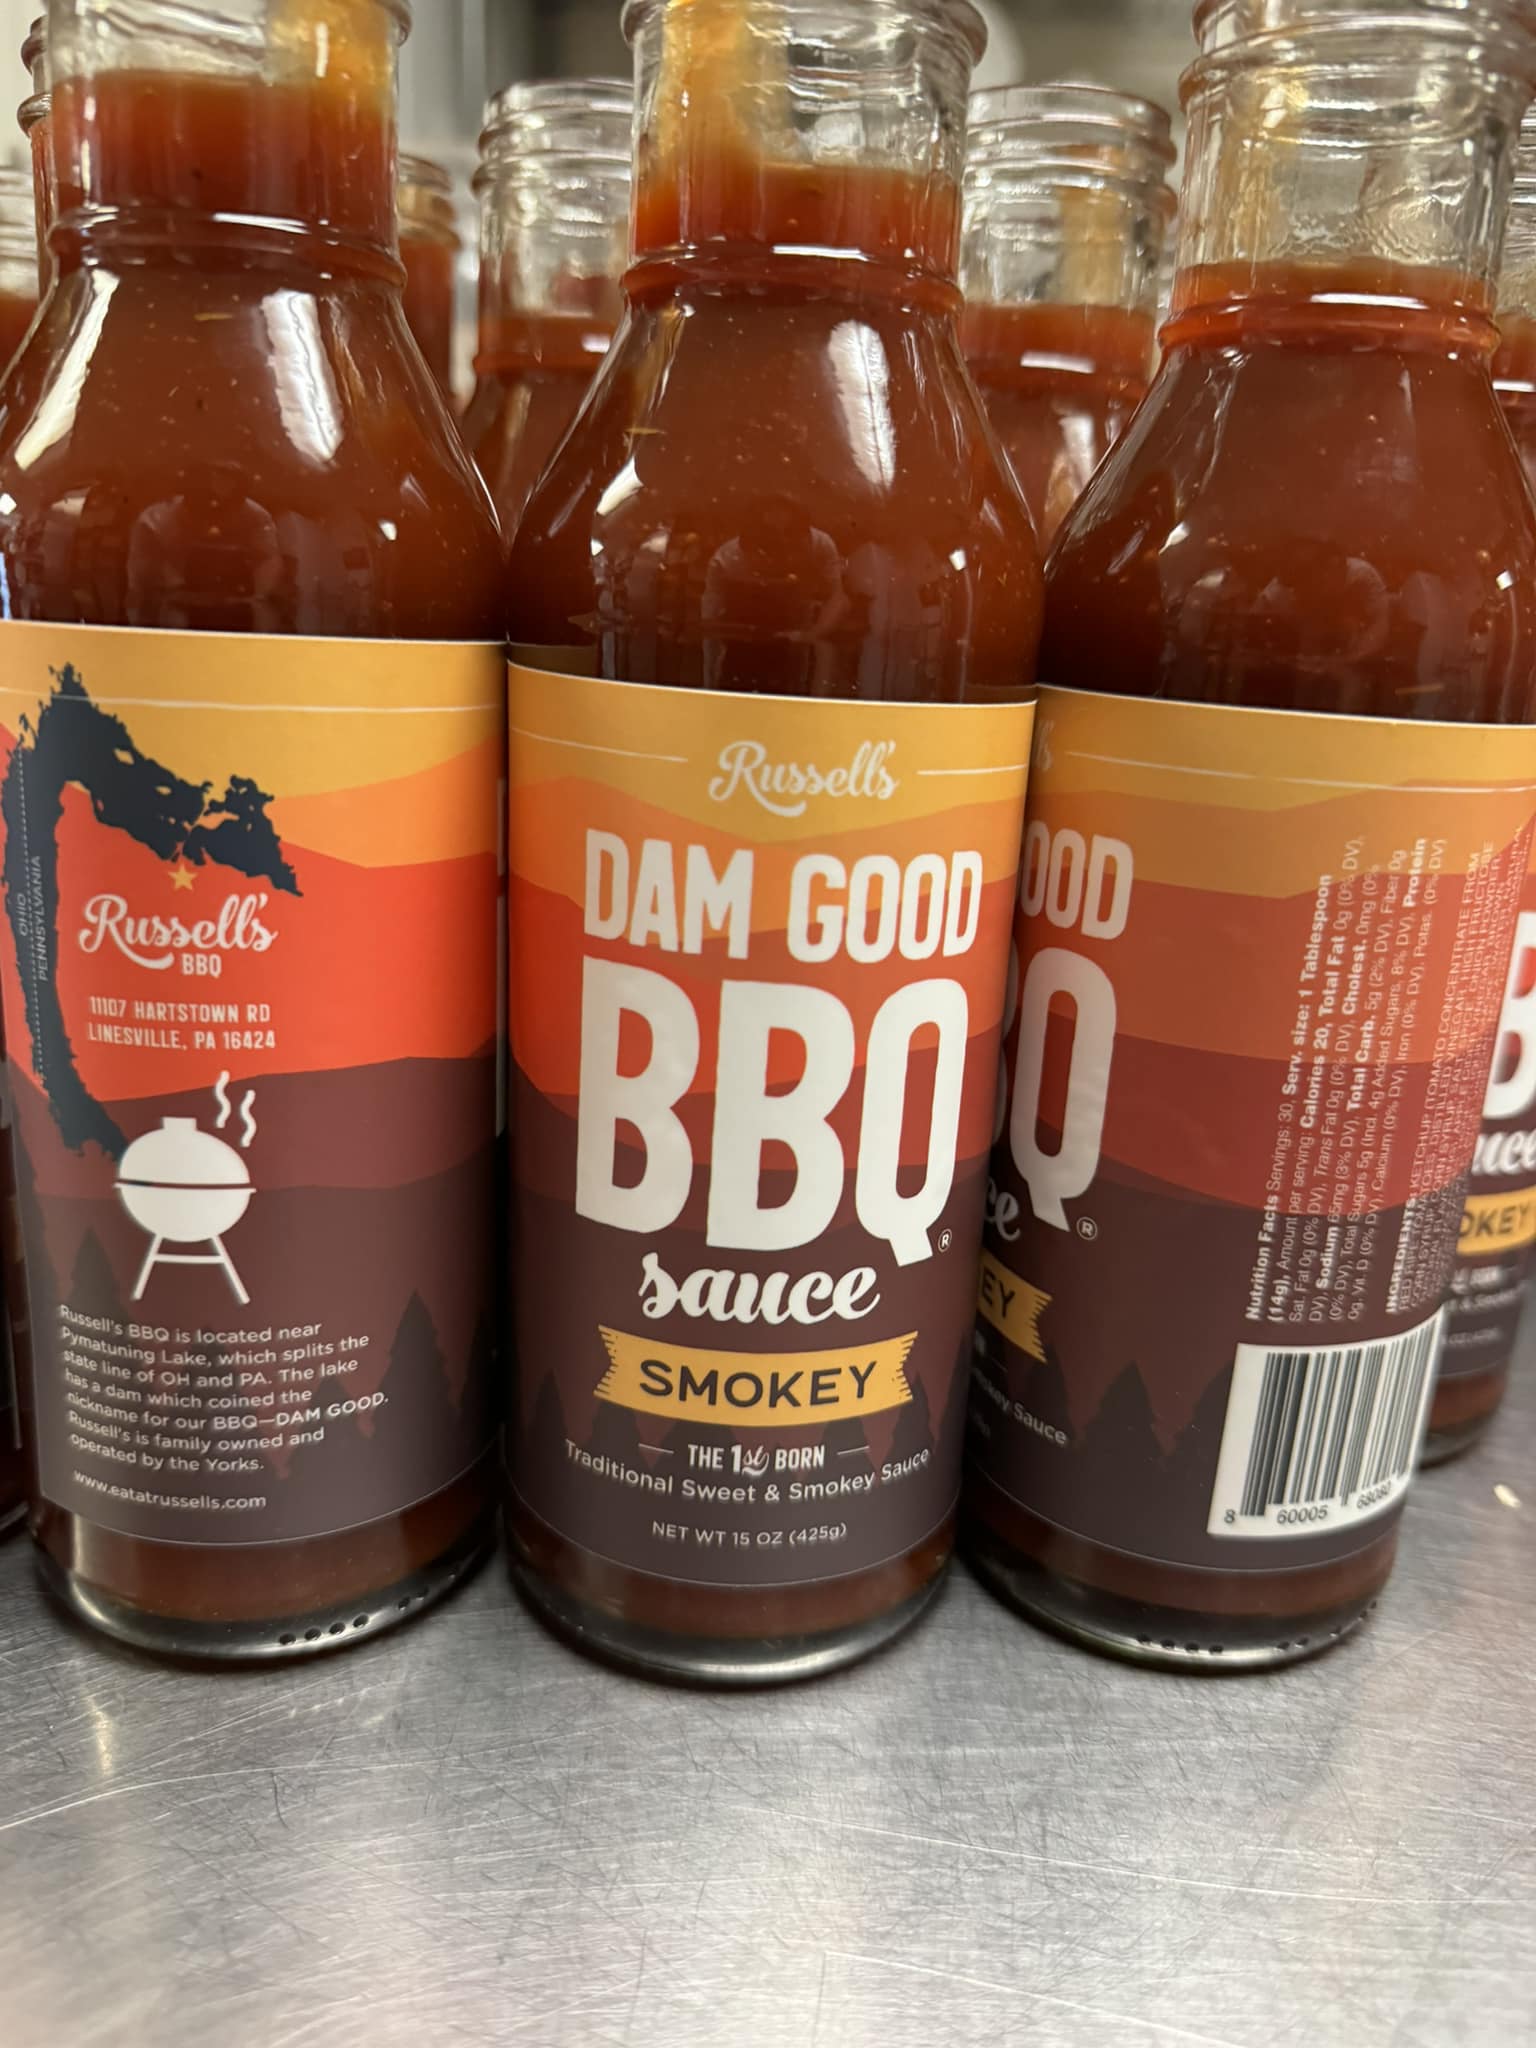 OHIO
PENNSYLVANIA
Russell's
BBQ
11107 HARTSTOWN RD
LINESVILLE, PA 16424
Russell's BBQ is located near
Pymatuning Lake, which splits the
state line of OH and PA. The lake
has a dam which coined the
nickname for our BBQ—DAM GOOD.
Russell's is family owned and
operated by the Yorks.
www.eatatrussells.com
Russell's
DAM GOOD
BBQ®
sauce
SMOKEY
THE 1st BORN
Traditional Sweet & Smokey Sauce
NET WT 15 OZ (425g)
OOD
Q®
ce
EY
Smokey Sauce
Nutrition Facts Servings: 30, Serv. size: 1 Tablespoon
(14g), Amount per serving: Calories 20, Total Fat 0g (0% DV),
Sat. Fat 0g (0% DV), Trans Fat 0g (0% DV), Cholest. 0mg (0%
DV), Sodium 65mg (3% DV), Total Carb. 5g (2% DV), Fiber 0g
(0% DV), Total Sugars 5g (Incl. 4g Added Sugars, 8% DV), Protein
0g, Vit. D (0% DV), Calcium (0% DV), Iron (0% DV), Potas. (0% DV)
INGREDIENTS: KETCHUP (TOMATO CONCENTRATE FROM
8 60005 68080
uce
OKEY